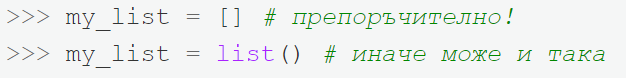 >>> my_list = [] # препоръчително!
>>> my_list = list() # иначе може и така